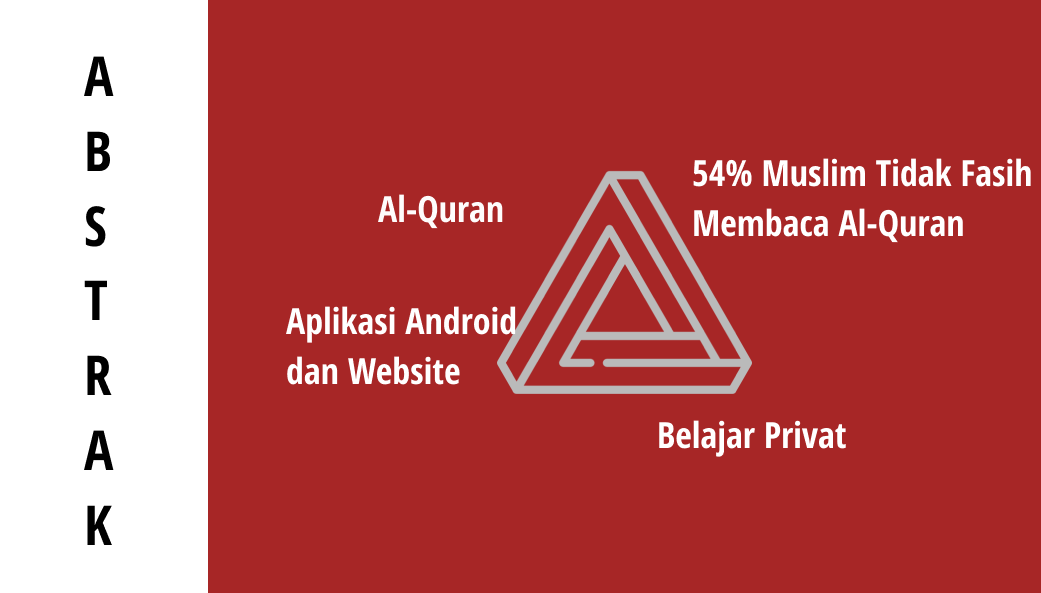 A
B
S
T
R
A
K
Al-Quran
54% Muslim Tidak Fasih
Membaca Al-Quran
Aplikasi Android
dan Website
Belajar Privat